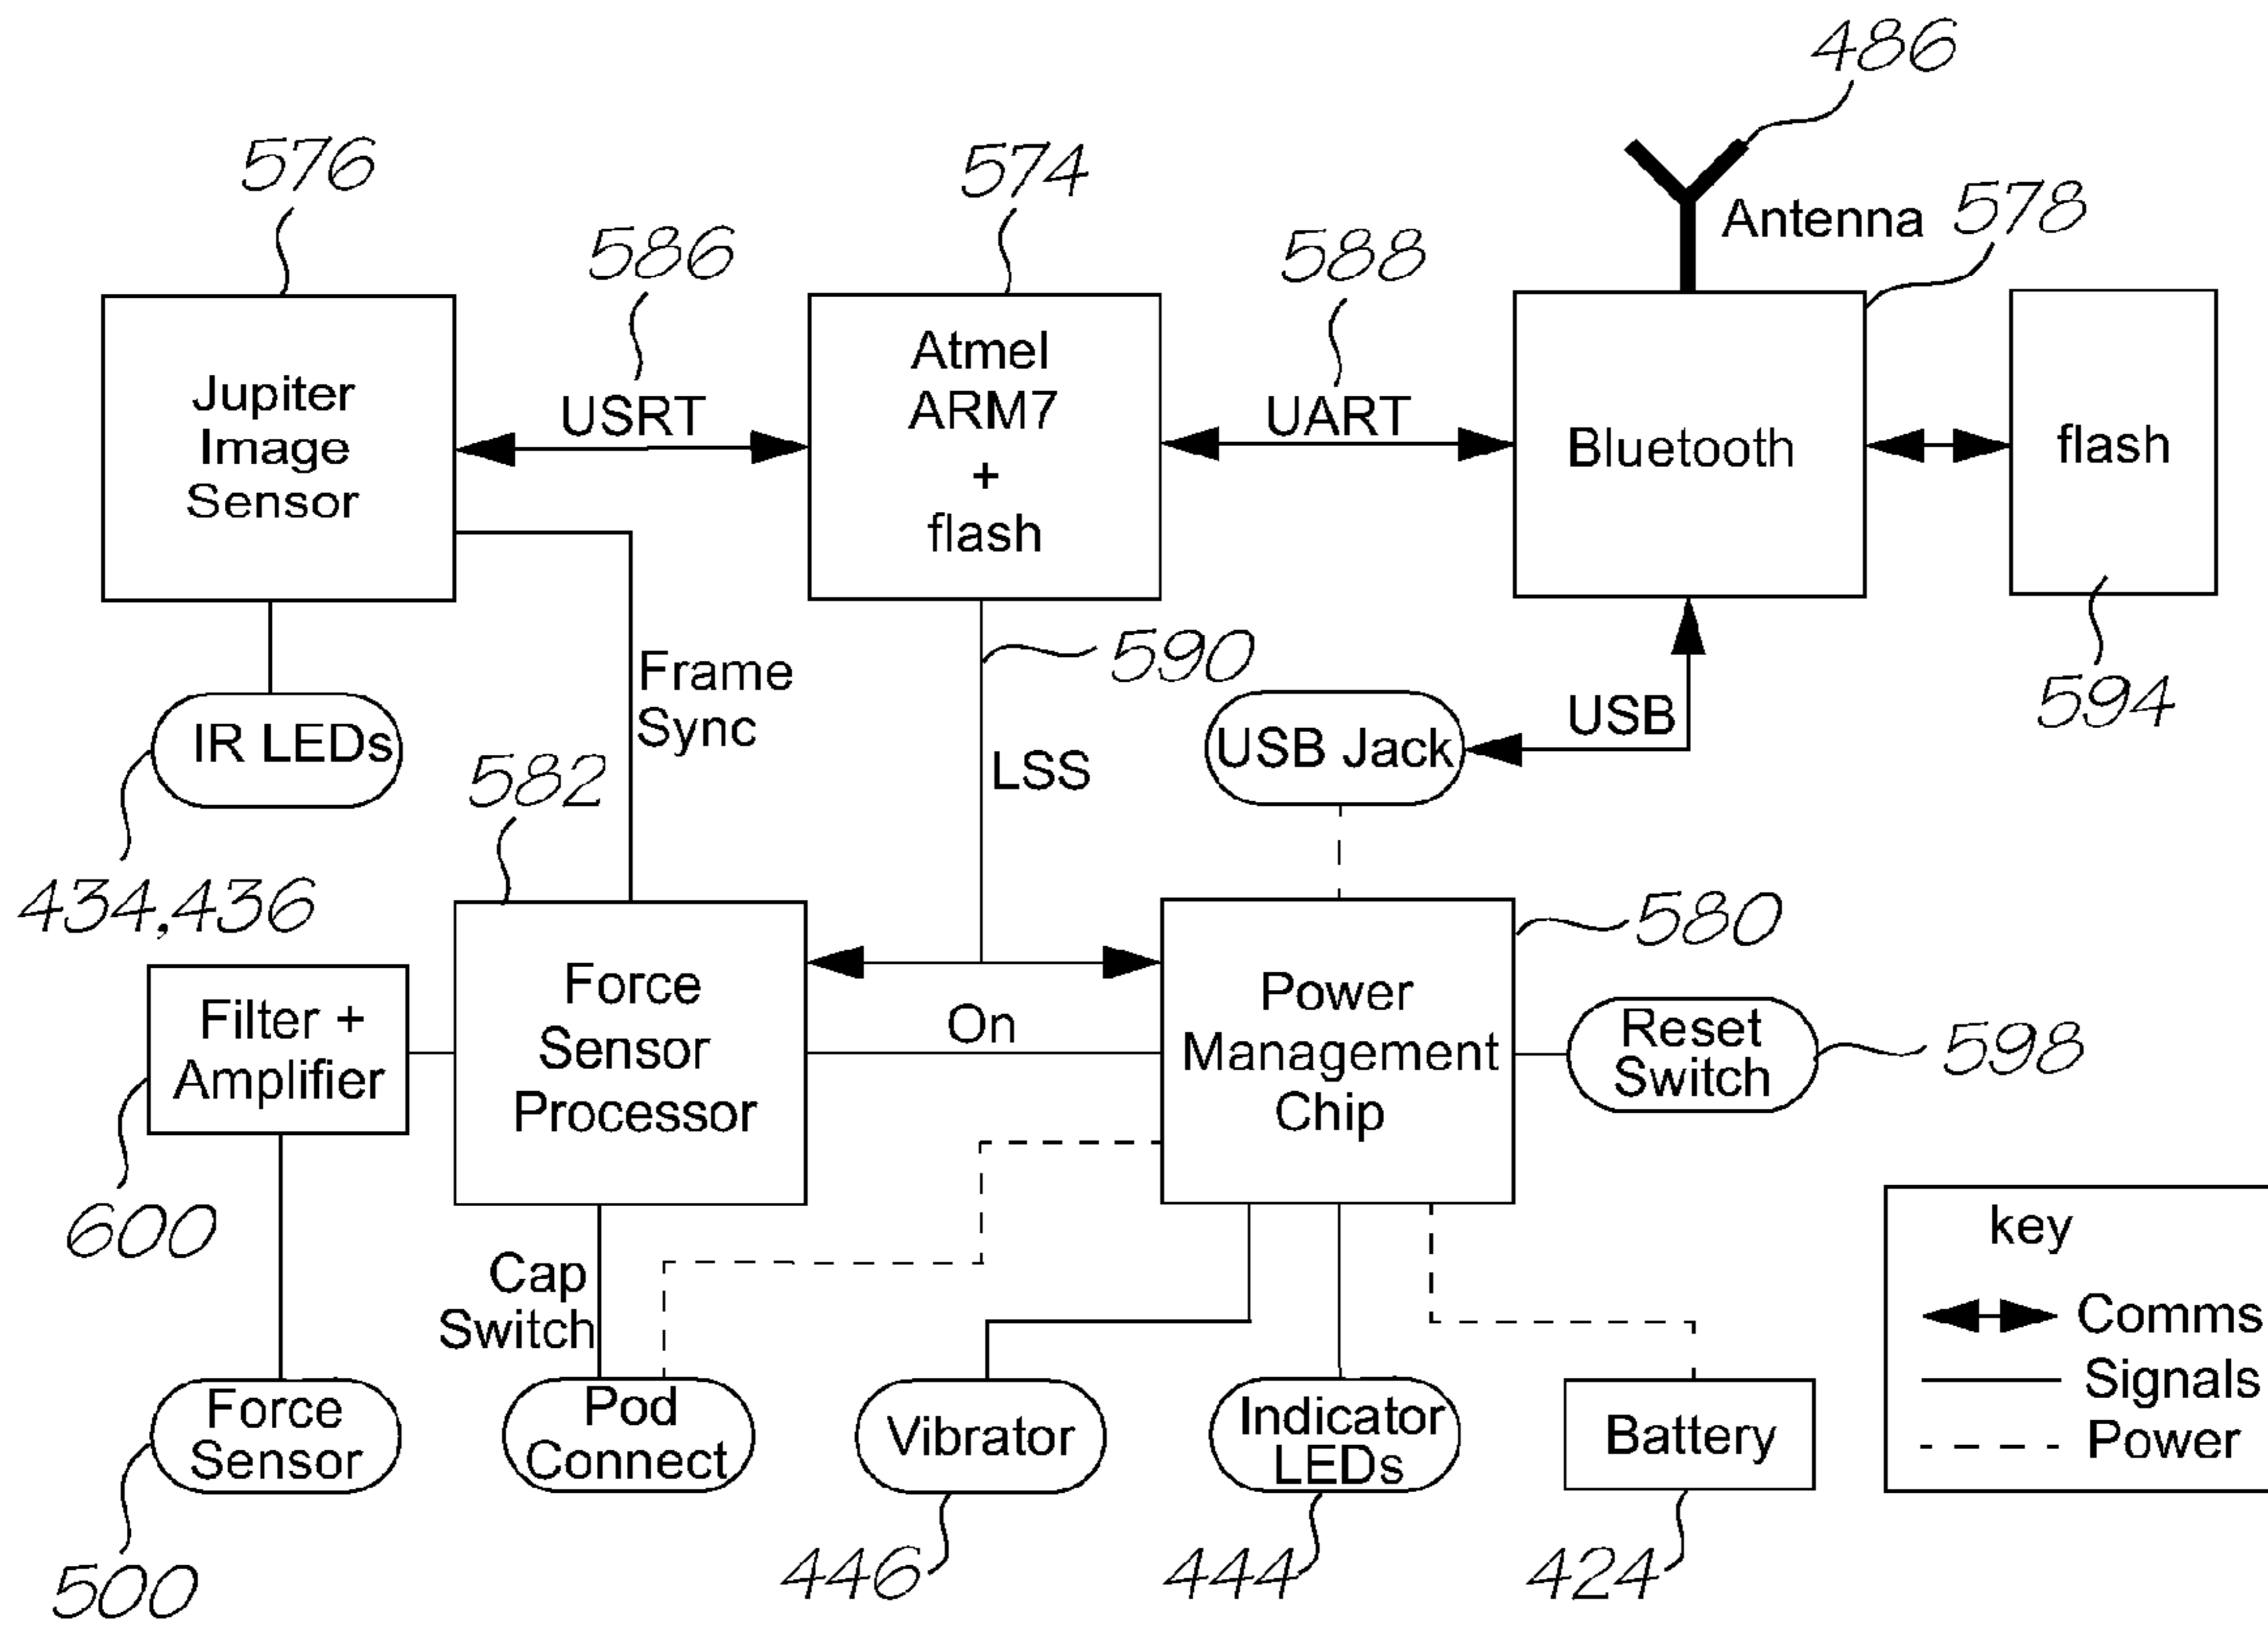 486
576
574
Antenna
578
586
588
Jupiter
Image
Sensor
USRT
Atmel
ARM7
+
flash
UART
Bluetooth
flash
590
594
Frame
Sync
IR LEDs
LSS
USB Jack
USB
582
434,436
580
Filter +
Amplifier
Force
Sensor
Processor
On
Power
Management
Chip
Reset
Switch
598
600
Cap
Switch
key
Comms
Signals
Power
Force
Sensor
Pod
Connect
Vibrator
Indicator
LEDs
Battery
500
446
444
424